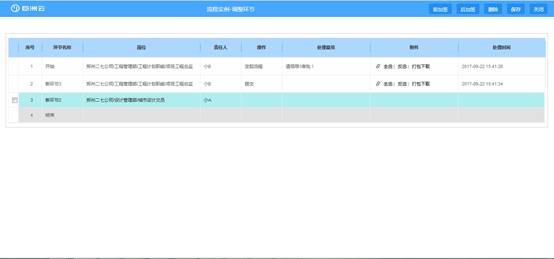 云
流程实例-调整环节
前加签 后加签 删除 保存 关闭
序号 环节名称 岗位 责任人 操作 处理意见 附件 处理时间
1 开始 郑州二七公司/工程管理部/工程计划职能/项目工程总监 小B 发起流程 请领导1审批！ 全选| 反选| 打包下载 2017-09-22 15:41:28
2 新环节3 郑州二七公司/工程管理部/工程计划职能/项目工程总监 小B 提交 全选| 反选| 打包下载 2017-09-22 15:41:34
3 新环节2 郑州二七公司/设计管理部/城市设计文员 小A
4 结束